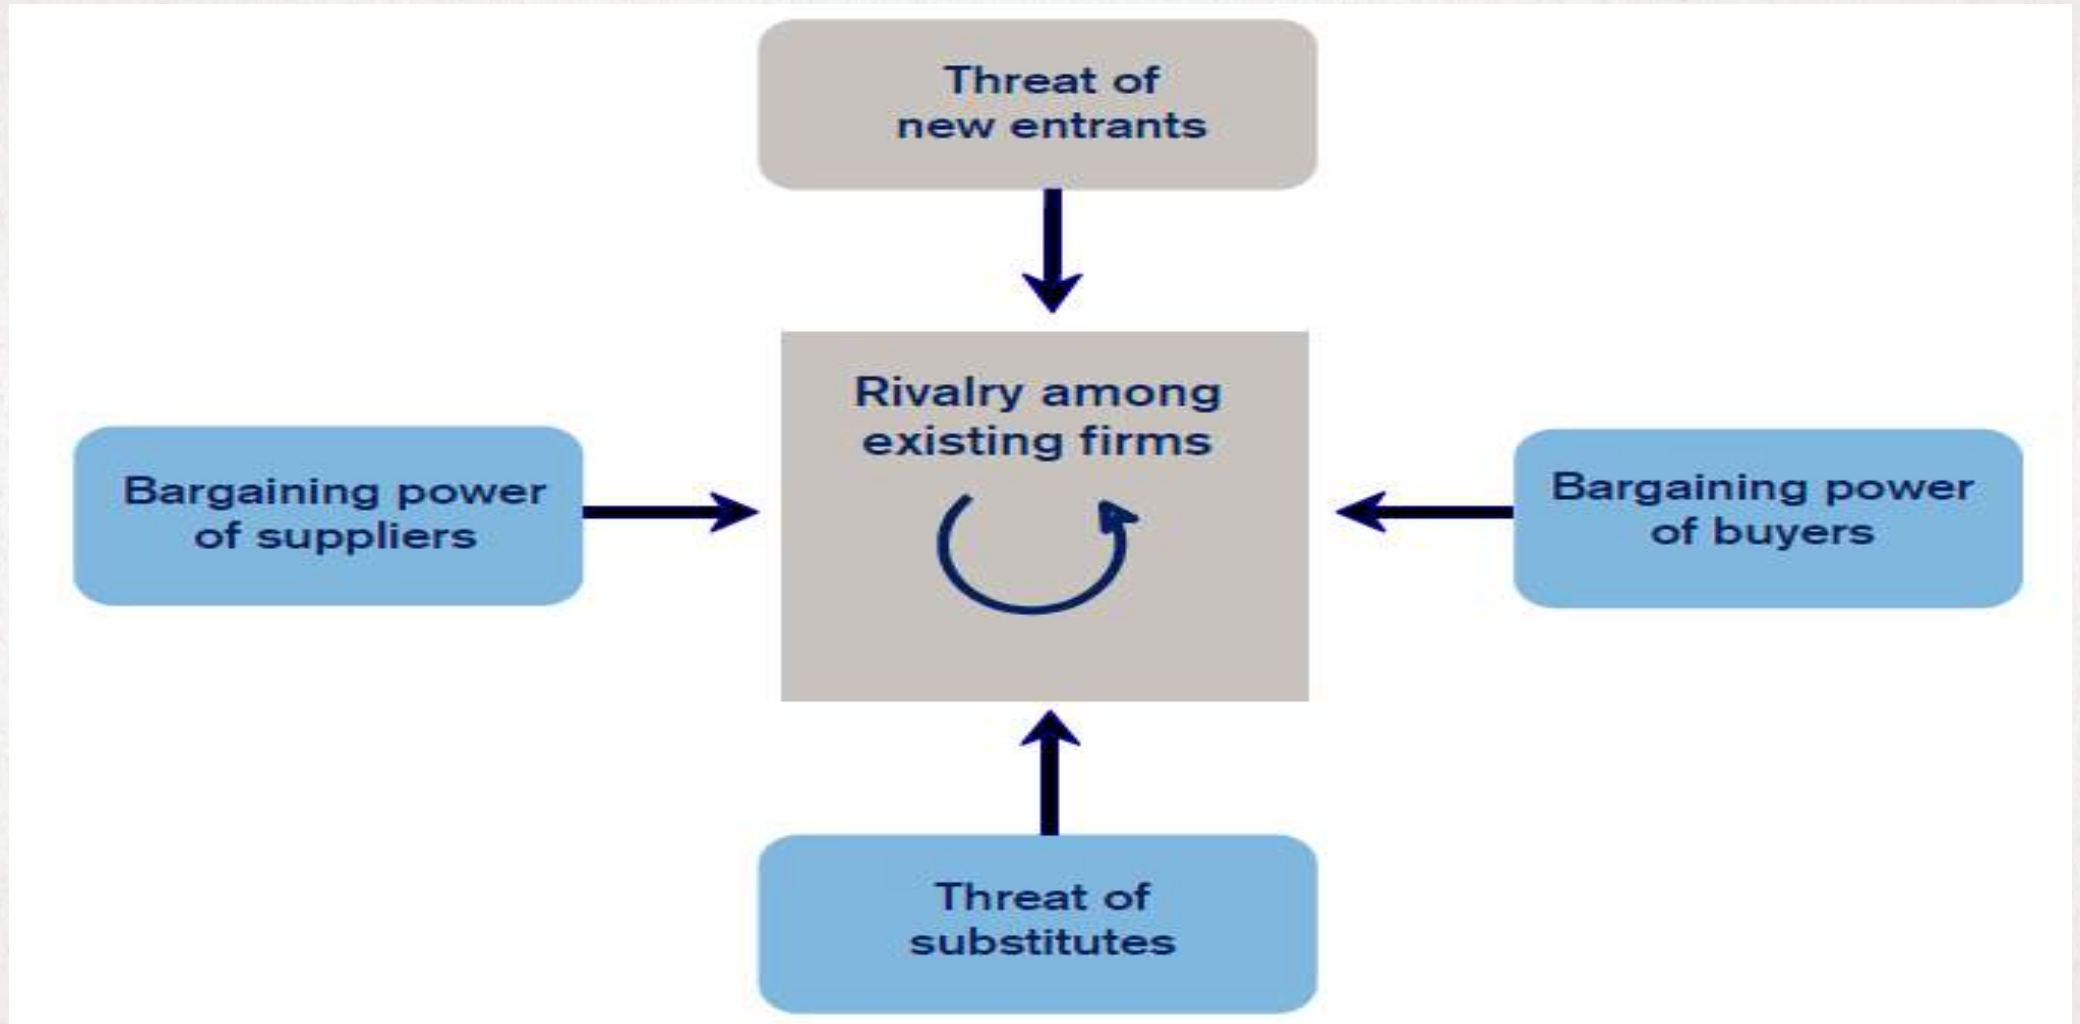 Threat of
new entrants
Rivalry among
existing firms
Bargaining power
of suppliers
Bargaining power
of buyers
Threat of
substitutes